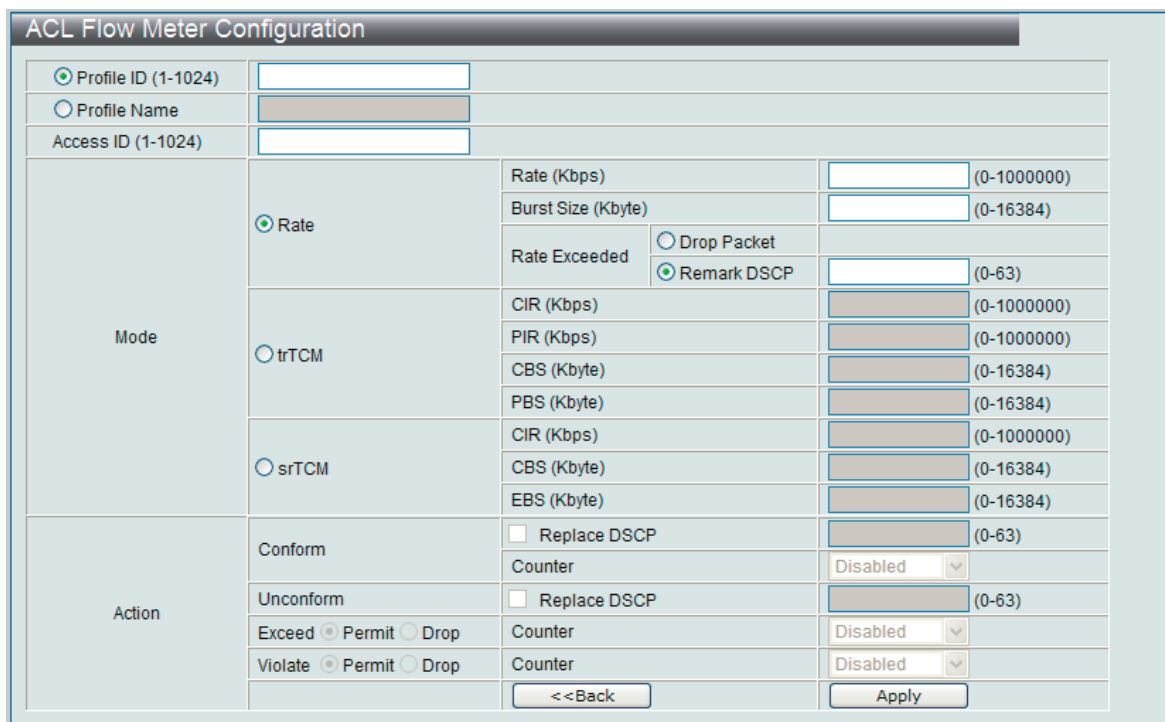 ACL Flow Meter Configuration
Profile ID (1-1024)
Profile Name
Access ID (1-1024)
Mode
Rate
Rate (Kbps) (0-1000000)
Burst Size (Kbyte) (0-16384)
Rate Exceeded
Drop Packet
Remark DSCP (0-63)
trTCM
CIR (Kbps) (0-1000000)
PIR (Kbps) (0-1000000)
CBS (Kbyte) (0-16384)
PBS (Kbyte) (0-16384)
srTCM
CIR (Kbps) (0-1000000)
CBS (Kbyte) (0-16384)
EBS (Kbyte) (0-16384)
Action
Conform
Replace DSCP (0-63)
Counter Disabled
Unconform Replace DSCP (0-63)
Exceed Permit Drop Counter Disabled
Violate Permit Drop Counter Disabled
<<Back Apply